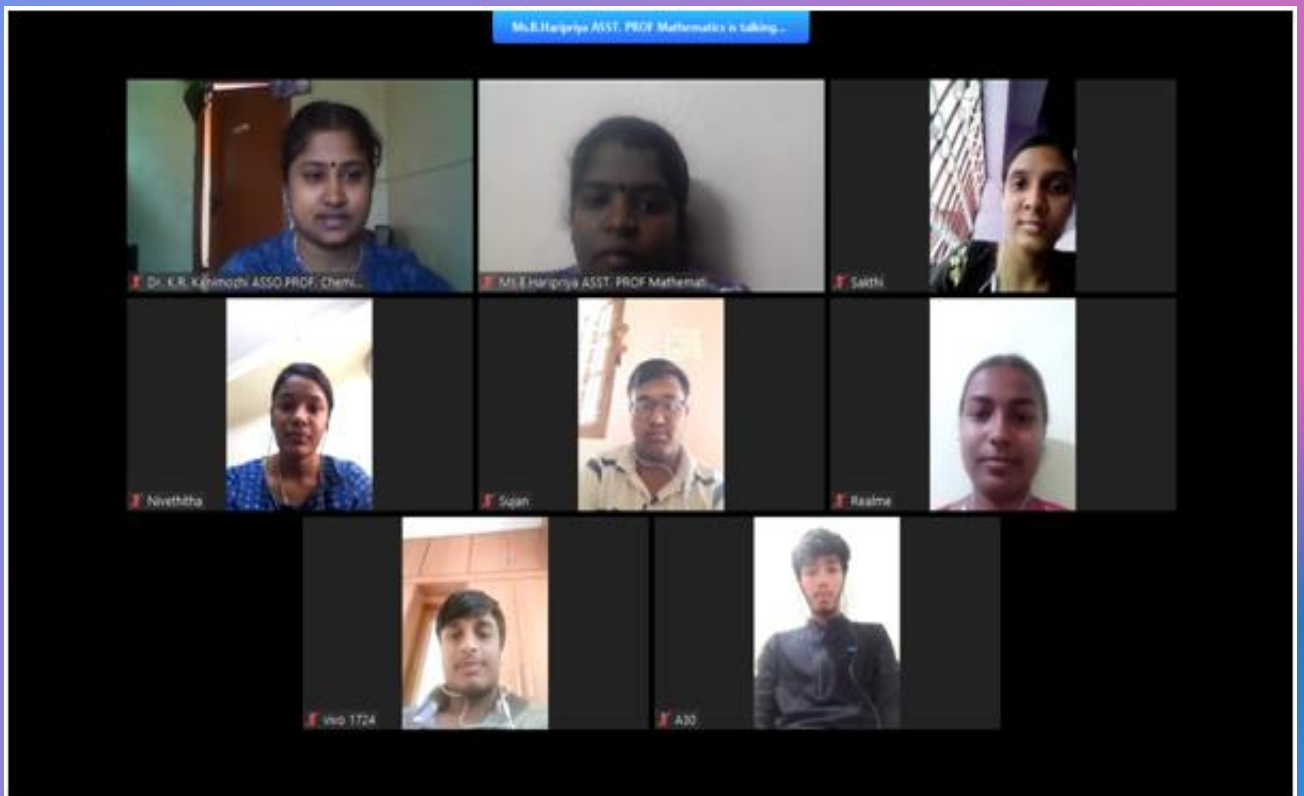 Ms.B.Haripriya ASST. PROF Mathematics is talking...
Dr. K.R. Kanimozhi ASSO.PROF. Chemi...
Ms.B.Haripriya ASST. PROF Mathemati...
Sakthi
Nivethitha
Sujan
Realme
vivo 1724
A30